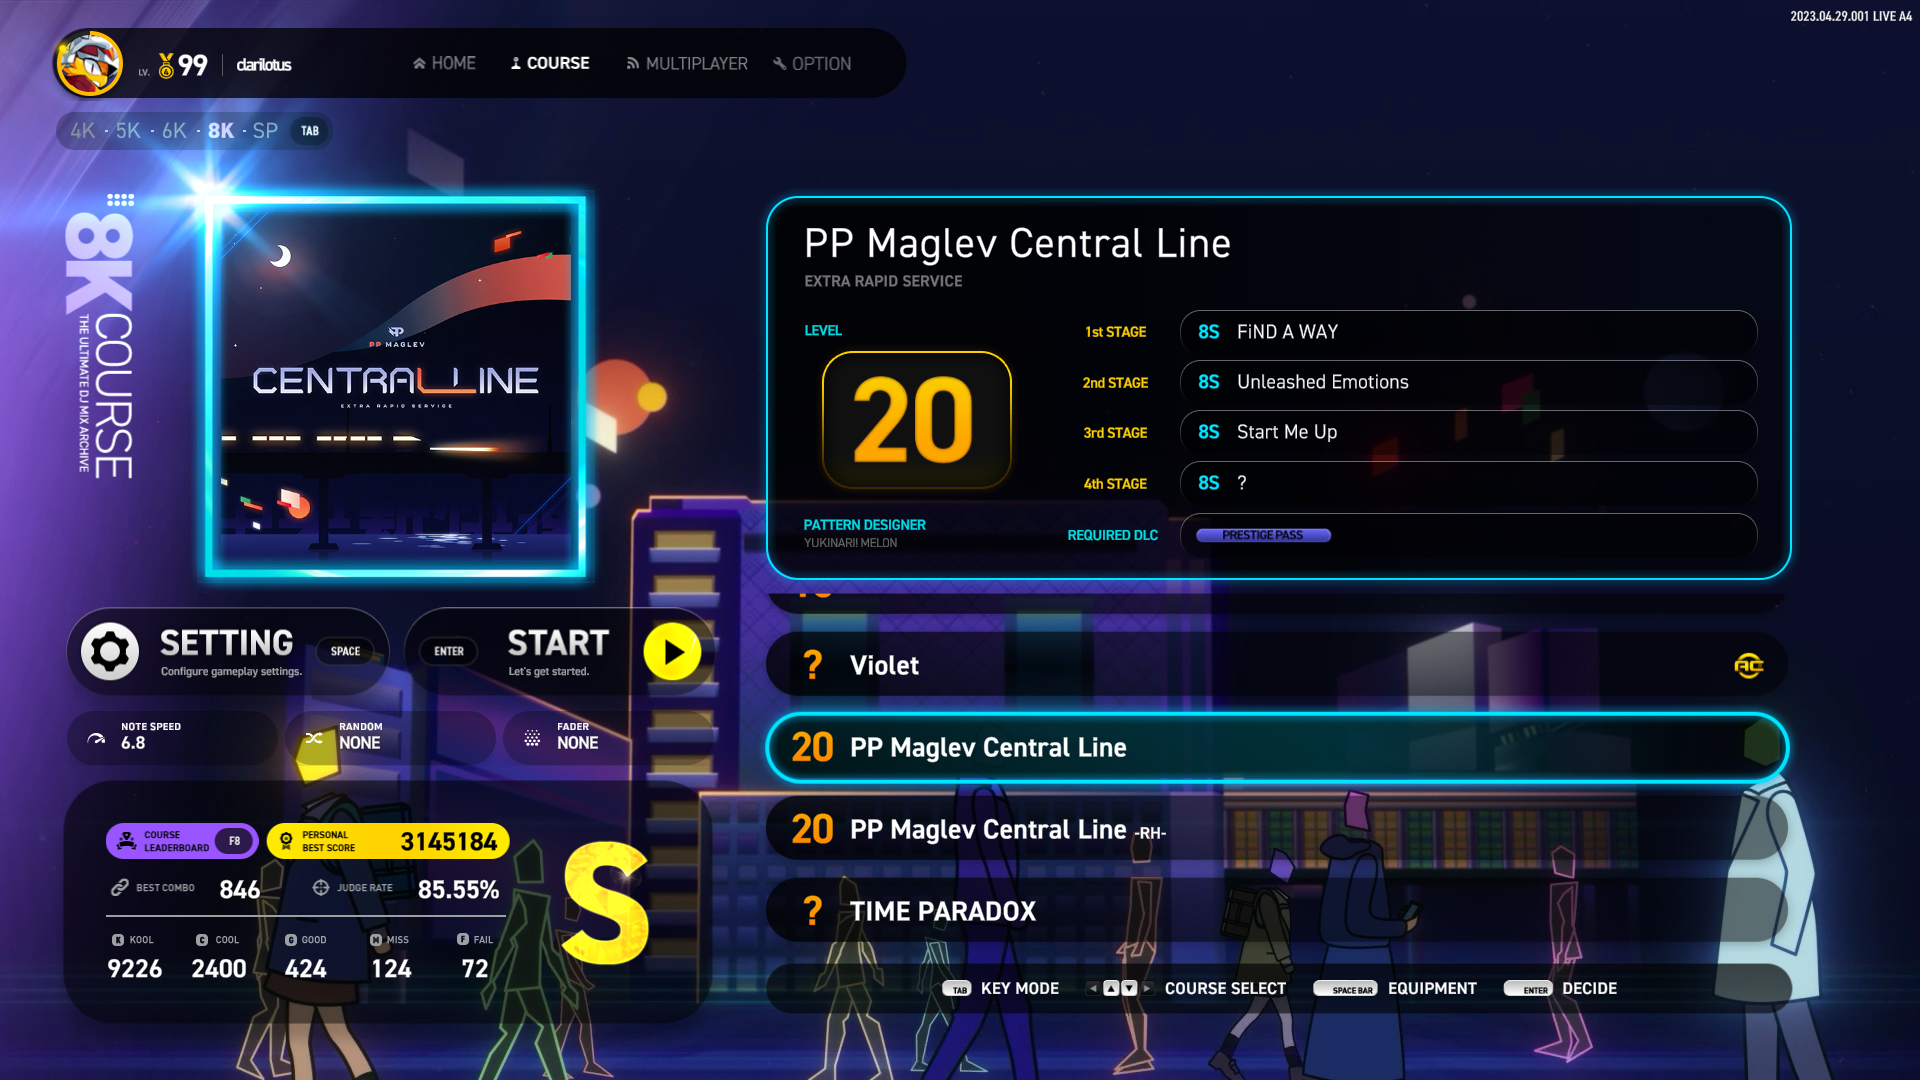 2023.04.29.001 LIVE A4
LV. 99 clarilotus
HOME COURSE MULTIPLAYER OPTION
4K · 5K · 6K · 8K · SP TAB
8K COURSE
THE ULTIMATE DJ MIX ARCHIVE
PP MAGLEV
CENTRAL LINE
EXTRA RAPID SERVICE
PP Maglev Central Line
EXTRA RAPID SERVICE
LEVEL
20
1st STAGE 8S FiND A WAY
2nd STAGE 8S Unleashed Emotions
3rd STAGE 8S Start Me Up
4th STAGE 8S ?
PATTERN DESIGNER
YUKINARI! MELON
REQUIRED DLC PRESTIGE PASS
SETTING SPACE
Configure gameplay settings.
ENTER START
Let's get started.
NOTE SPEED
6.8
RANDOM
NONE
FADER
NONE
COURSE
LEADERBOARD F8
PERSONAL
BEST SCORE 3145184
BEST COMBO 846
JUDGE RATE 85.55%
K KOOL C COOL G GOOD M MISS F FAIL
9226 2400 424 124 72
S
? Violet AC
20 PP Maglev Central Line
20 PP Maglev Central Line -RH-
? TIME PARADOX
TAB KEY MODE COURSE SELECT SPACE BAR EQUIPMENT ENTER DECIDE